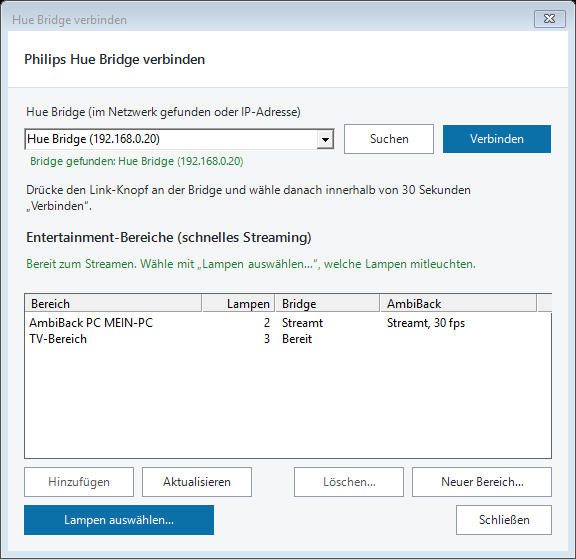 Hue Bridge verbinden
Philips Hue Bridge verbinden
Hue Bridge (im Netzwerk gefunden oder IP-Adresse)
Hue Bridge (192.168.0.20)
Suchen
Verbinden
Bridge gefunden: Hue Bridge (192.168.0.20)
Drücke den Link-Knopf an der Bridge und wähle danach innerhalb von 30 Sekunden
„Verbinden“.
Entertainment-Bereiche (schnelles Streaming)
Bereit zum Streamen. Wähle mit „Lampen auswählen...“, welche Lampen mitleuchten.
Bereich Lampen Bridge AmbiBack
AmbiBack PC MEIN-PC 2 Streamt Streamt, 30 fps
TV-Bereich 3 Bereit
Hinzufügen Aktualisieren Löschen... Neuer Bereich...
Lampen auswählen... Schließen